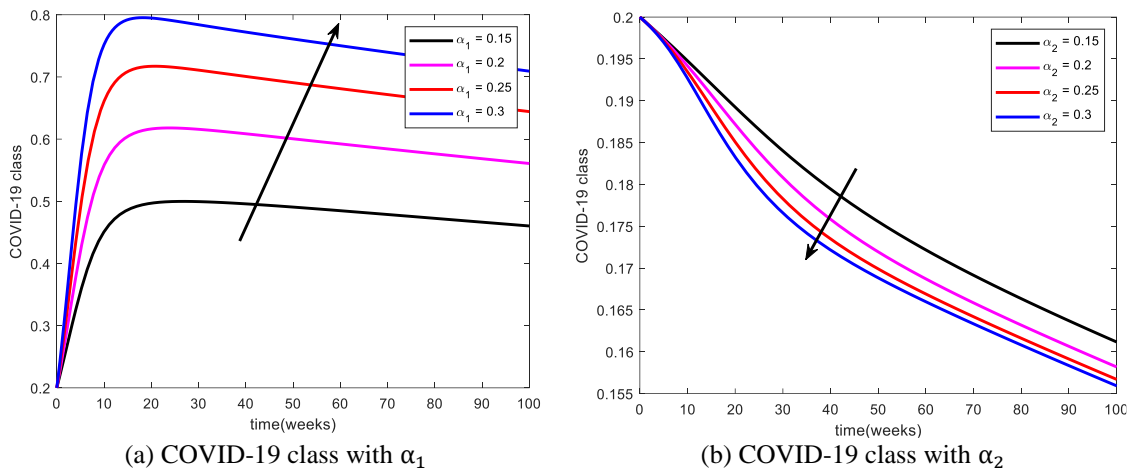 0.8
0.7
0.6
0.5
0.4
0.3
0.2
COVID-19 class
0 10 20 30 40 50 60 70 80 90 100
time(weeks)
α1 = 0.15
α1 = 0.2
α1 = 0.25
α1 = 0.3
(a) COVID-19 class with α1
0.2
0.195
0.19
0.185
0.18
0.175
0.17
0.165
0.16
0.155
COVID-19 class
0 10 20 30 40 50 60 70 80 90 100
time(weeks)
α2 = 0.15
α2 = 0.2
α2 = 0.25
α2 = 0.3
(b) COVID-19 class with α2